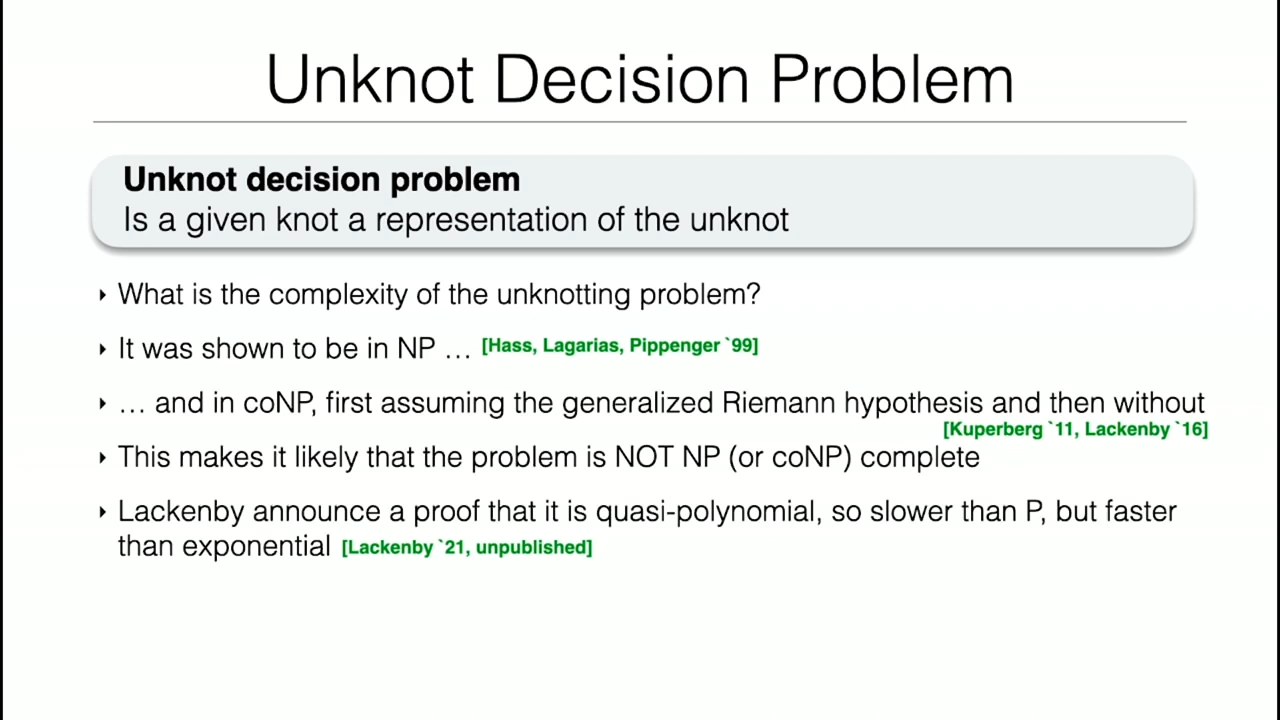 Unknot Decision Problem
Unknot decision problem
Is a given knot a representation of the unknot
‣ What is the complexity of the unknotting problem?
‣ It was shown to be in NP … [Hass, Lagarias, Pippenger `99]
‣ … and in coNP, first assuming the generalized Riemann hypothesis and then without
[Kuperberg `11, Lackenby `16]
‣ This makes it likely that the problem is NOT NP (or coNP) complete
‣ Lackenby announce a proof that it is quasi-polynomial, so slower than P, but faster
than exponential [Lackenby `21, unpublished]